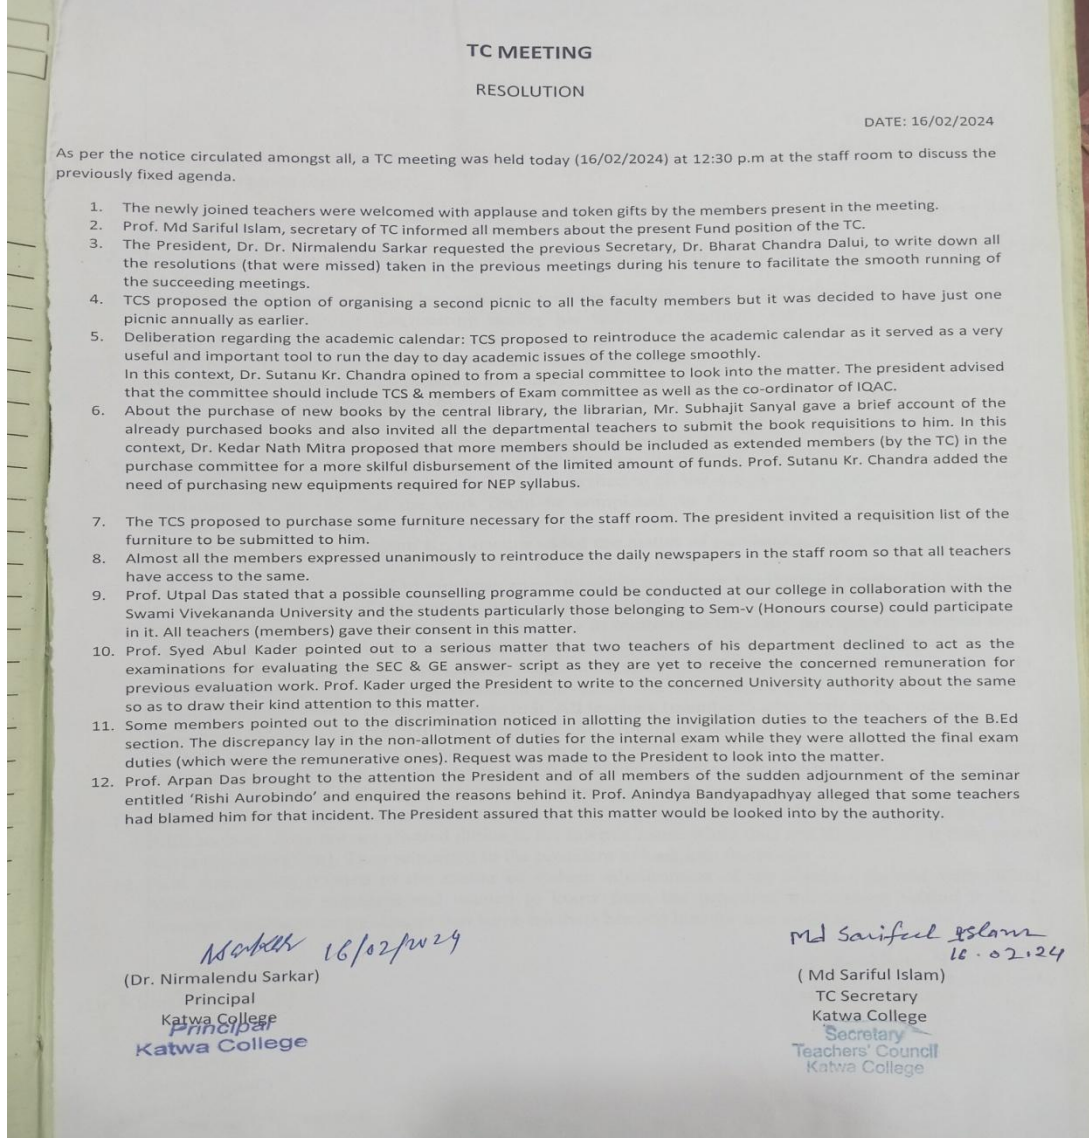 TC MEETING
RESOLUTION
DATE: 16/02/2024
As per the notice circulated amongst all, a TC meeting was held today (16/02/2024) at 12:30 p.m at the staff room to discuss the
previously fixed agenda.
1. The newly joined teachers were welcomed with applause and token gifts by the members present in the meeting.
2. Prof. Md Sariful Islam, secretary of TC informed all members about the present Fund position of the TC.
3. The President, Dr. Dr. Nirmalendu Sarkar requested the previous Secretary, Dr. Bharat Chandra Dalui, to write down all
the resolutions (that were missed) taken in the previous meetings during his tenure to facilitate the smooth running of
the succeeding meetings.
4. TCS proposed the option of organising a second picnic to all the faculty members but it was decided to have just one
picnic annually as earlier.
5. Deliberation regarding the academic calendar: TCS proposed to reintroduce the academic calendar as it served as a very
useful and important tool to run the day to day academic issues of the college smoothly.
In this context, Dr. Sutanu Kr. Chandra opined to from a special committee to look into the matter. The president advised
that the committee should include TCS & members of Exam committee as well as the co-ordinator of IQAC.
6. About the purchase of new books by the central library, the librarian, Mr. Subhajit Sanyal gave a brief account of the
already purchased books and also invited all the departmental teachers to submit the book requisitions to him. In this
context, Dr. Kedar Nath Mitra proposed that more members should be included as extended members (by the TC) in the
purchase committee for a more skilful disbursement of the limited amount of funds. Prof. Sutanu Kr. Chandra added the
need of purchasing new equipments required for NEP syllabus.
7. The TCS proposed to purchase some furniture necessary for the staff room. The president invited a requisition list of the
furniture to be submitted to him.
8. Almost all the members expressed unanimously to reintroduce the daily newspapers in the staff room so that all teachers
have access to the same.
9. Prof. Utpal Das stated that a possible counselling programme could be conducted at our college in collaboration with the
Swami Vivekananda University and the students particularly those belonging to Sem-v (Honours course) could participate
in it. All teachers (members) gave their consent in this matter.
10. Prof. Syed Abul Kader pointed out to a serious matter that two teachers of his department declined to act as the
examinations for evaluating the SEC & GE answer- script as they are yet to receive the concerned remuneration for
previous evaluation work. Prof. Kader urged the President to write to the concerned University authority about the same
so as to draw their kind attention to this matter.
11. Some members pointed out to the discrimination noticed in allotting the invigilation duties to the teachers of the B.Ed
section. The discrepancy lay in the non-allotment of duties for the internal exam while they were allotted the final exam
duties (which were the remunerative ones). Request was made to the President to look into the matter.
12. Prof. Arpan Das brought to the attention the President and of all members of the sudden adjournment of the seminar
entitled ‘Rishi Aurobindo’ and enquired the reasons behind it. Prof. Anindya Bandyapadhyay alleged that some teachers
had blamed him for that incident. The President assured that this matter would be looked into by the authority.
NSarkar 16/02/2024
(Dr. Nirmalendu Sarkar)
Principal
Katwa College
Principal
Katwa College
Md Sariful Islam
16.02.24
( Md Sariful Islam)
TC Secretary
Katwa College
Secretary
Teachers' Council
Katwa College